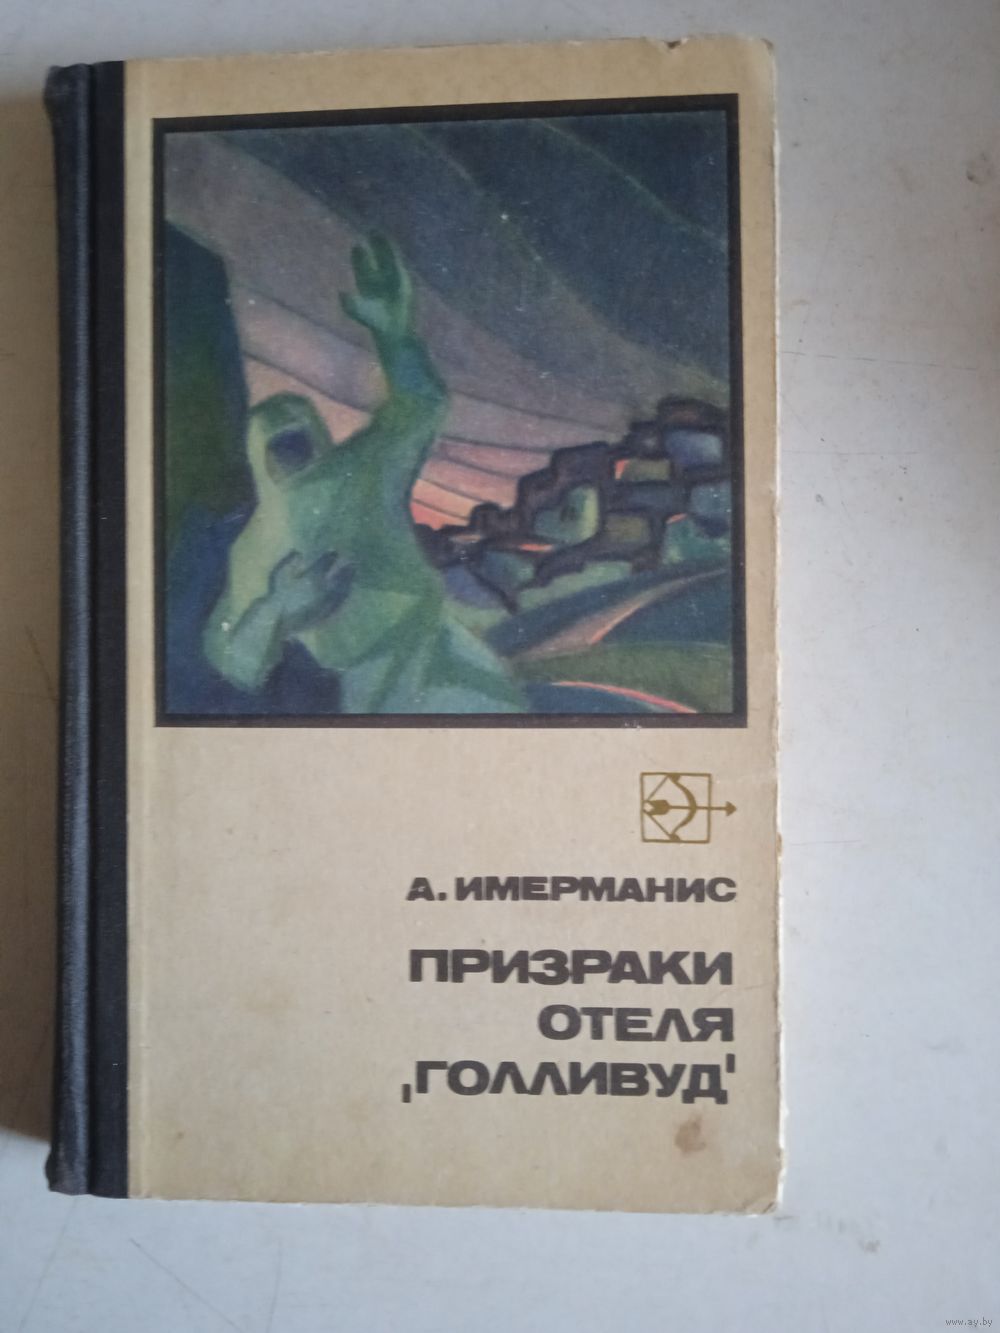 А. ИМЕРМАНИС
ПРИЗРАКИ
ОТЕЛЯ
‚ГОЛЛИВУД'
www.ay.by